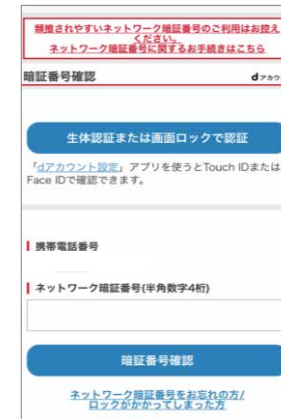 類推されやすいネットワーク暗証番号のご利用はお控え
ください。
ネットワーク暗証番号に関するお手続きはこちら
暗証番号確認
dアカウ
生体認証または画面ロックで認証
「dアカウント設定」アプリを使うとTouch IDまたは
Face IDで確認できます。
携帯電話番号
ネットワーク暗証番号(半角数字4桁)
暗証番号確認
ネットワーク暗証番号をお忘れの方/
ロックがかかってしまった方